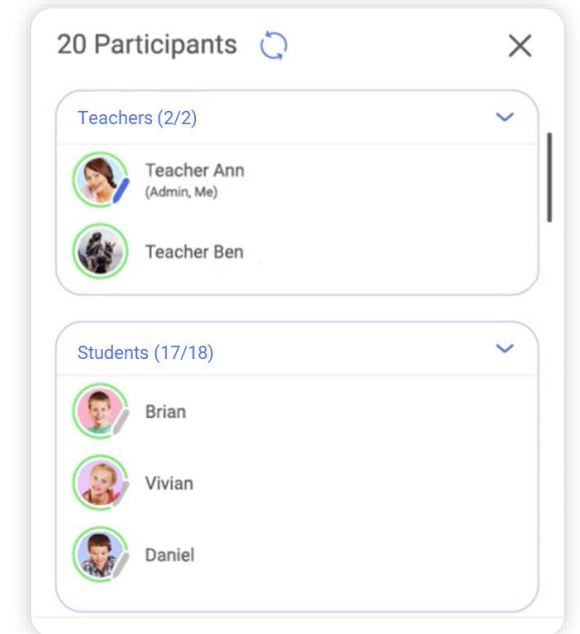 20 Participants
Teachers (2/2)
Teacher Ann
(Admin, Me)
Teacher Ben
Students (17/18)
Brian
Vivian
Daniel